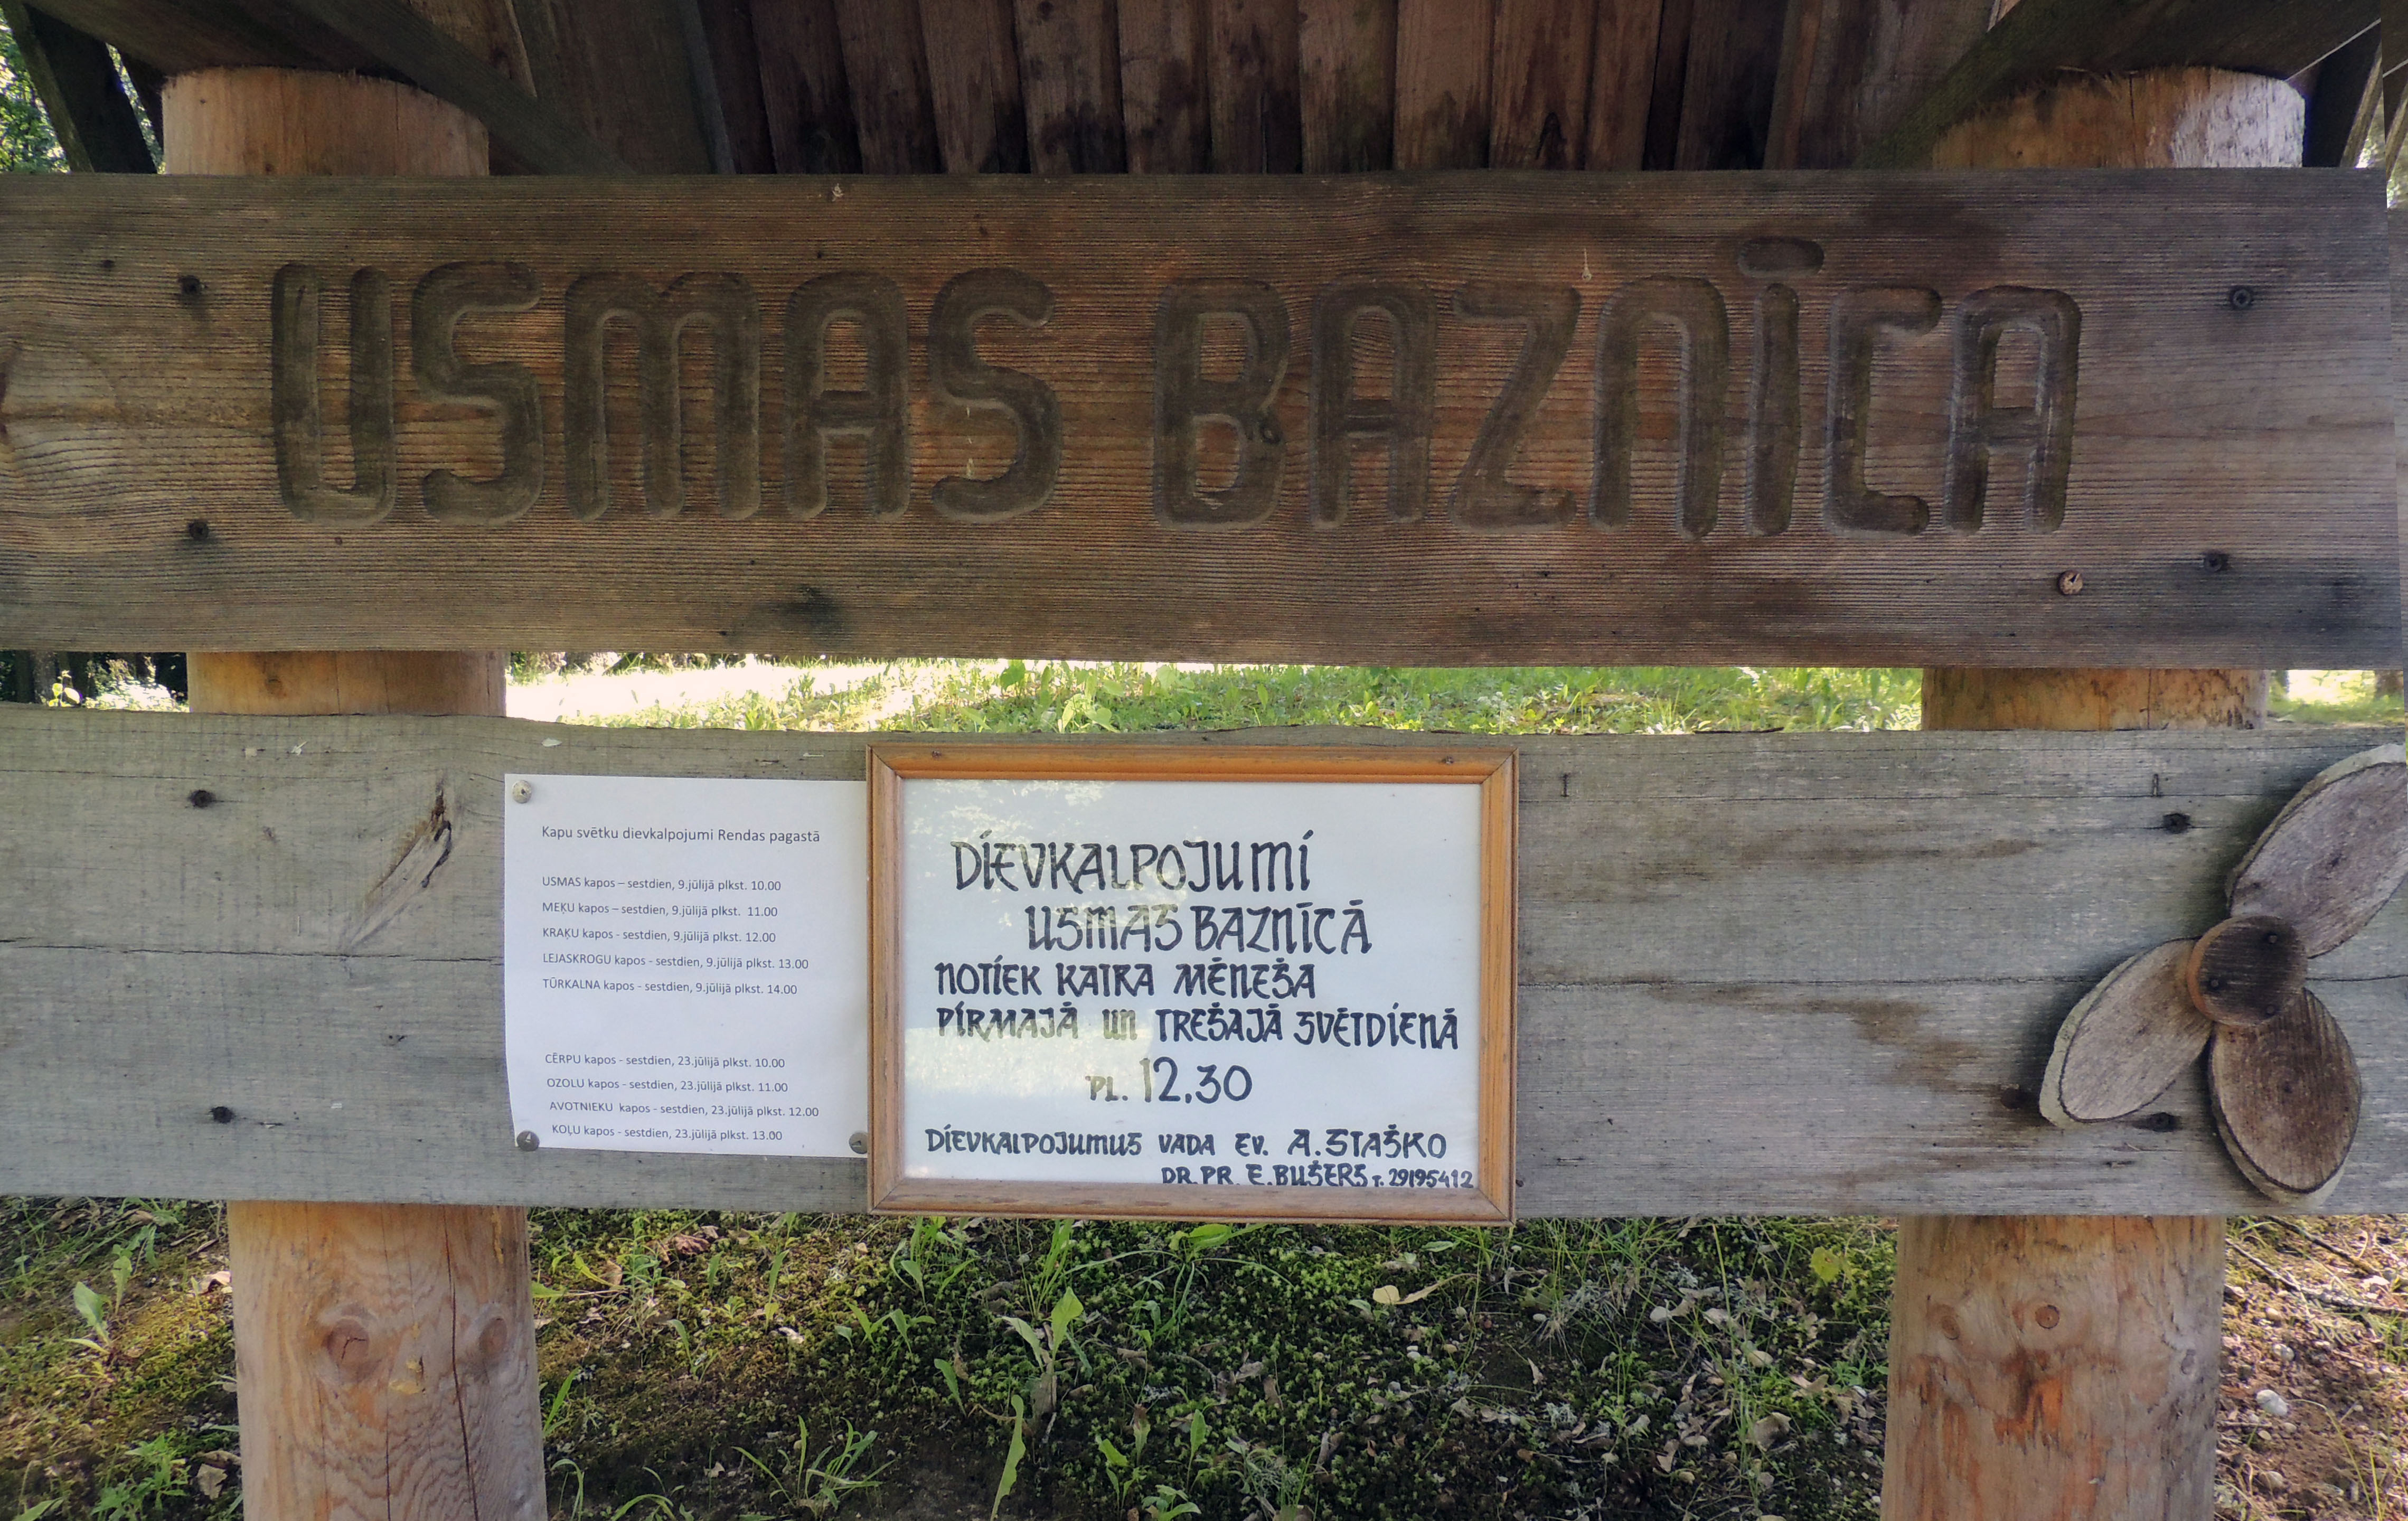 USMAS BAZNĪCA
Kapu svētku dievkalpojumi Rendas pagastā
USMAS kapos – sestdien, 9.jūlijā plkst. 10.00
MEĶU kapos – sestdien, 9.jūlijā plkst. 11.00
KRAĶU kapos - sestdien, 9.jūlijā plkst. 12.00
LEJASKROGU kapos - sestdien, 9.jūlijā plkst. 13.00
TŪRKALNA kapos - sestdien, 9.jūlijā plkst. 14.00
CĒRPU kapos - sestdien, 23.jūlijā plkst. 10.00
OZOLU kapos - sestdien, 23.jūlijā plkst. 11.00
AVOTNIEKU kapos - sestdien, 23.jūlijā plkst. 12.00
KOĻU kapos - sestdien, 23.jūlijā plkst. 13.00
DIEVKALPOJUMI
USMAS BAZNĪCĀ
NOTIEK KATRA MĒNEŠA
PIRMAJĀ UN TREŠAJĀ SVĒTDIENĀ
PL. 12.30
DIEVKALPOJUMUS VADA EV. A.STAŠKO
DR. PR. E.BUŠERS T. 29195412